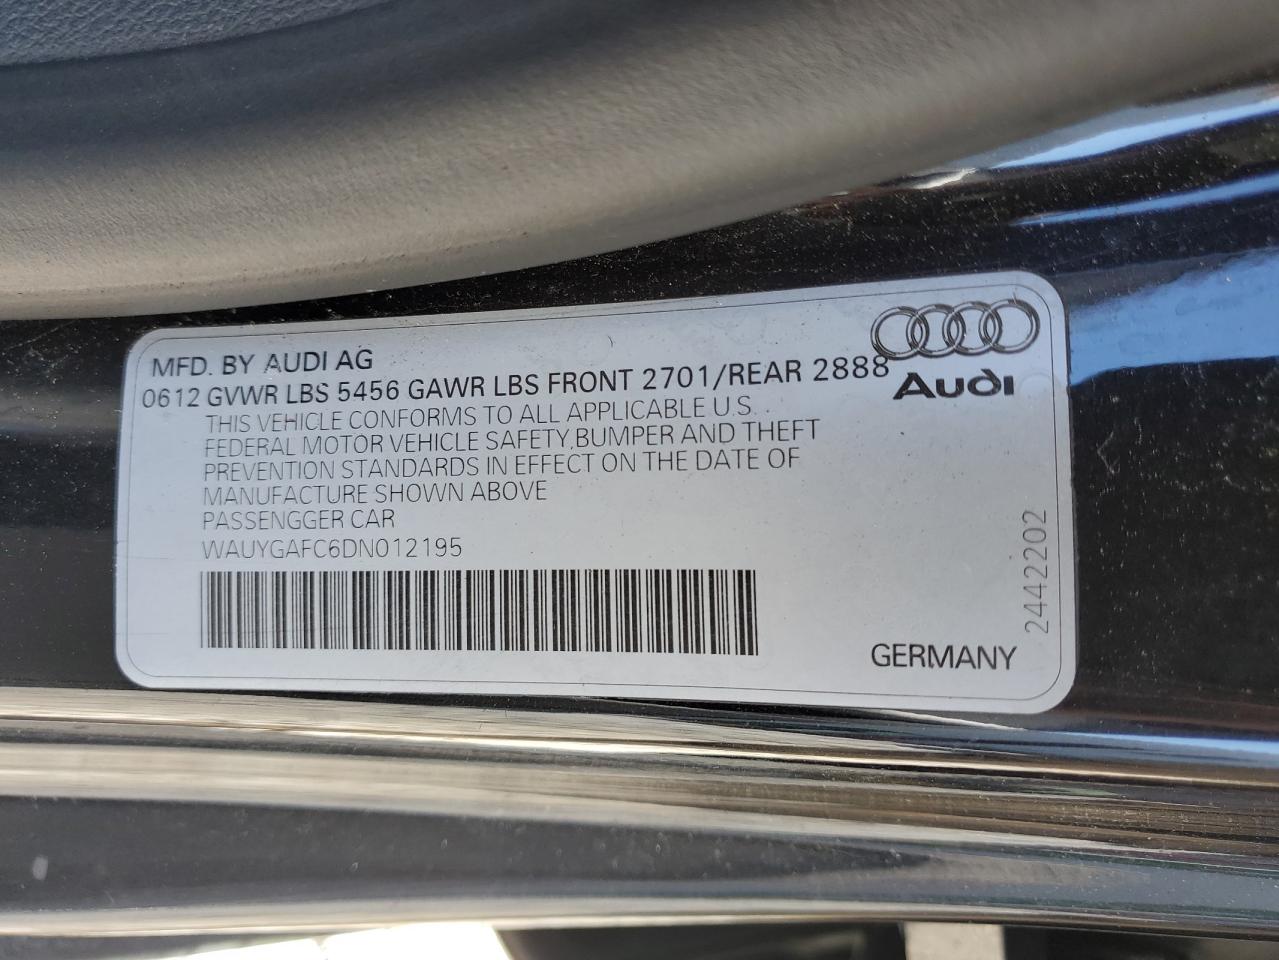 MFD. BY AUDI AG
0612 GVWR LBS 5456 GAWR LBS FRONT 2701/REAR 2888
Audi
THIS VEHICLE CONFORMS TO ALL APPLICABLE U.S.
FEDERAL MOTOR VEHICLE SAFETY, BUMPER AND THEFT
PREVENTION STANDARDS IN EFFECT ON THE DATE OF
MANUFACTURE SHOWN ABOVE
PASSENGGER CAR
WAUYGAFC6DN012195
2442202
GERMANY